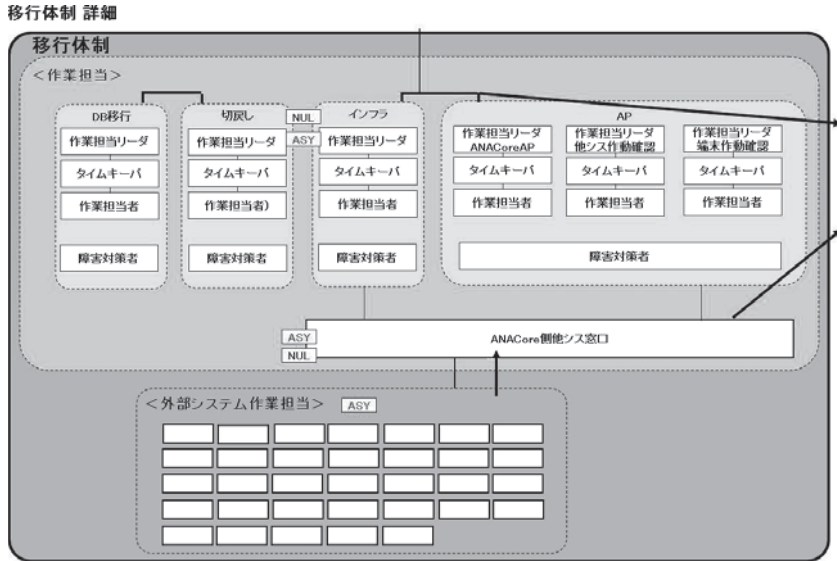 移行体制 詳細
移行体制
＜作業担当＞
DB移行
作業担当リーダ
タイムキーパ
作業担当者
障害対策者
切戻し
作業担当リーダ
タイムキーパ
作業担当者）
障害対策者
NUL
ASY
インフラ
作業担当リーダ
タイムキーパ
作業担当者
障害対策者
AP
作業担当リーダ
ANACoreAP
タイムキーパ
作業担当者
作業担当リーダ
他シス作動確認
タイムキーパ
作業担当者
作業担当リーダ
端末作動確認
タイムキーパ
作業担当者
障害対策者
ASY
NUL
ANACore側他シス窓口
＜外部システム作業担当＞
ASY